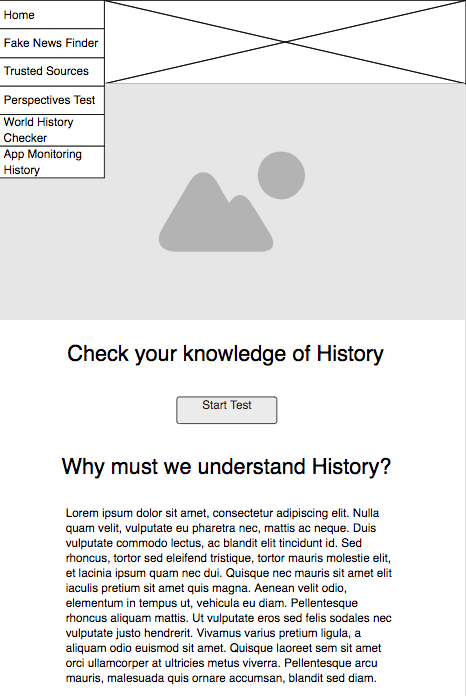 Home
Fake News Finder
Trusted Sources
Perspectives Test
World History
Checker
App Monitoring
History
Check your knowledge of History
Start Test
Why must we understand History?
Lorem ipsum dolor sit amet, consectetur adipiscing elit. Nulla
quam velit, vulputate eu pharetra nec, mattis ac neque. Duis
vulputate commodo lectus, ac blandit elit tincidunt id. Sed
rhoncus, tortor sed eleifend tristique, tortor mauris molestie elit,
et lacinia ipsum quam nec dui. Quisque nec mauris sit amet elit
iaculis pretium sit amet quis magna. Aenean velit odio,
elementum in tempus ut, vehicula eu diam. Pellentesque
rhoncus aliquam mattis. Ut vulputate eros sed felis sodales nec
vulputate justo hendrerit. Vivamus varius pretium ligula, a
aliquam odio euismod sit amet. Quisque laoreet sem sit amet
orci ullamcorper at ultricies metus viverra. Pellentesque arcu
mauris, malesuada quis ornare accumsan, blandit sed diam.